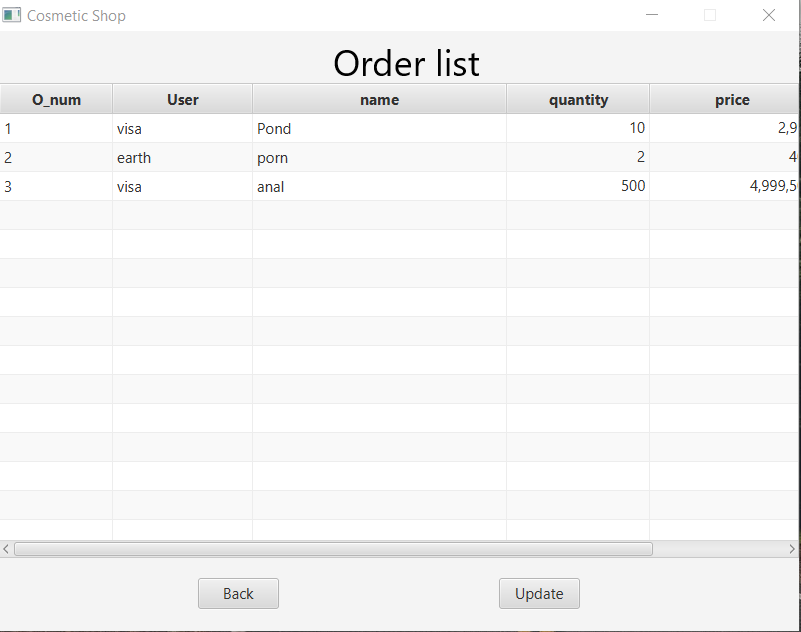 Cosmetic Shop
Order list
O_num User name quantity price
1 visa Pond 10 2,9
2 earth porn 2 4
3 visa anal 500 4,999,5
Back Update